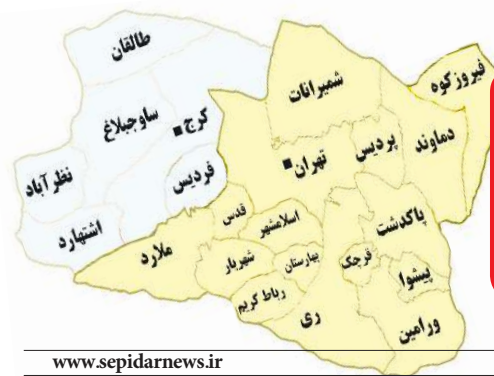 طالقان
فیروزکوه
شمیرانات
ساوجبلاغ
کرج
دماوند
پردیس
تهران
فردیس
نظرآباد
قدس
پاکدشت
اسلامشهر
اشتهارد
ملارد
شهریار
بهارستان
قرچک
پیشوا
رباط کریم
ری
ورامین
www.sepidarnews.ir